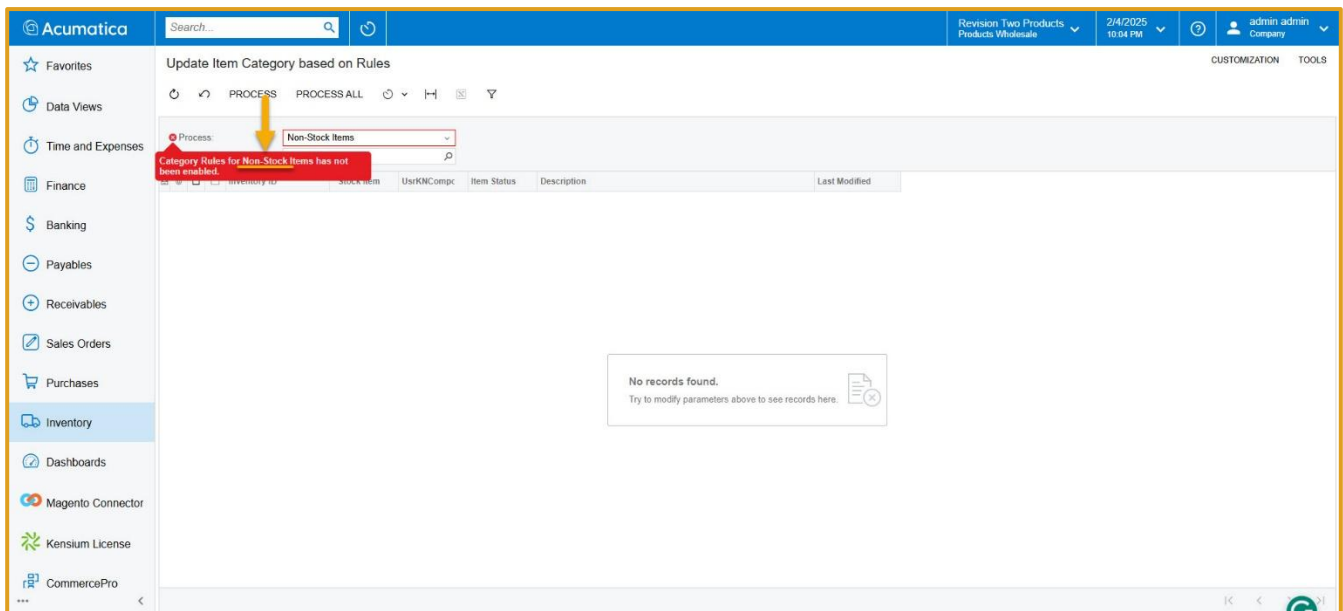 Acumatica
Search...
Revision Two Products
Products Wholesale
2/4/2025
10:04 PM
admin admin
Company
Favorites
Data Views
Time and Expenses
Finance
Banking
Payables
Receivables
Sales Orders
Purchases
Inventory
Dashboards
Magento Connector
Kensium License
CommercePro
Update Item Category based on Rules
CUSTOMIZATION TOOLS
PROCESS PROCESS ALL
Process: Non-Stock Items
Category Rules for Non-Stock Items has not
been enabled.
Inventory ID Stock Item UsrKNCompc Item Status Description Last Modified
No records found.
Try to modify parameters above to see records here.